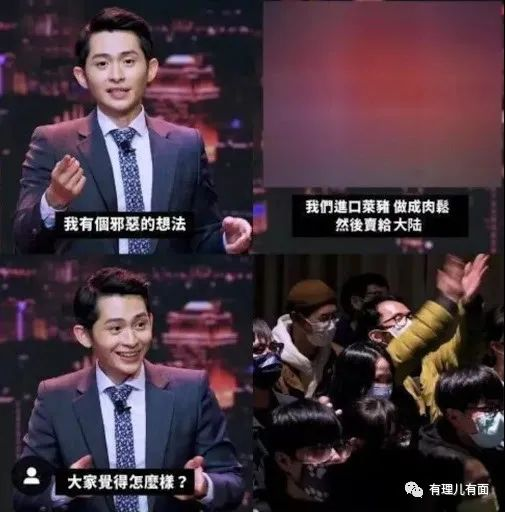 我有個邪惡的想法
我們進口萊豬 做成肉鬆
然後賣給 大陆
大家覺得怎麼樣？
有理儿有面